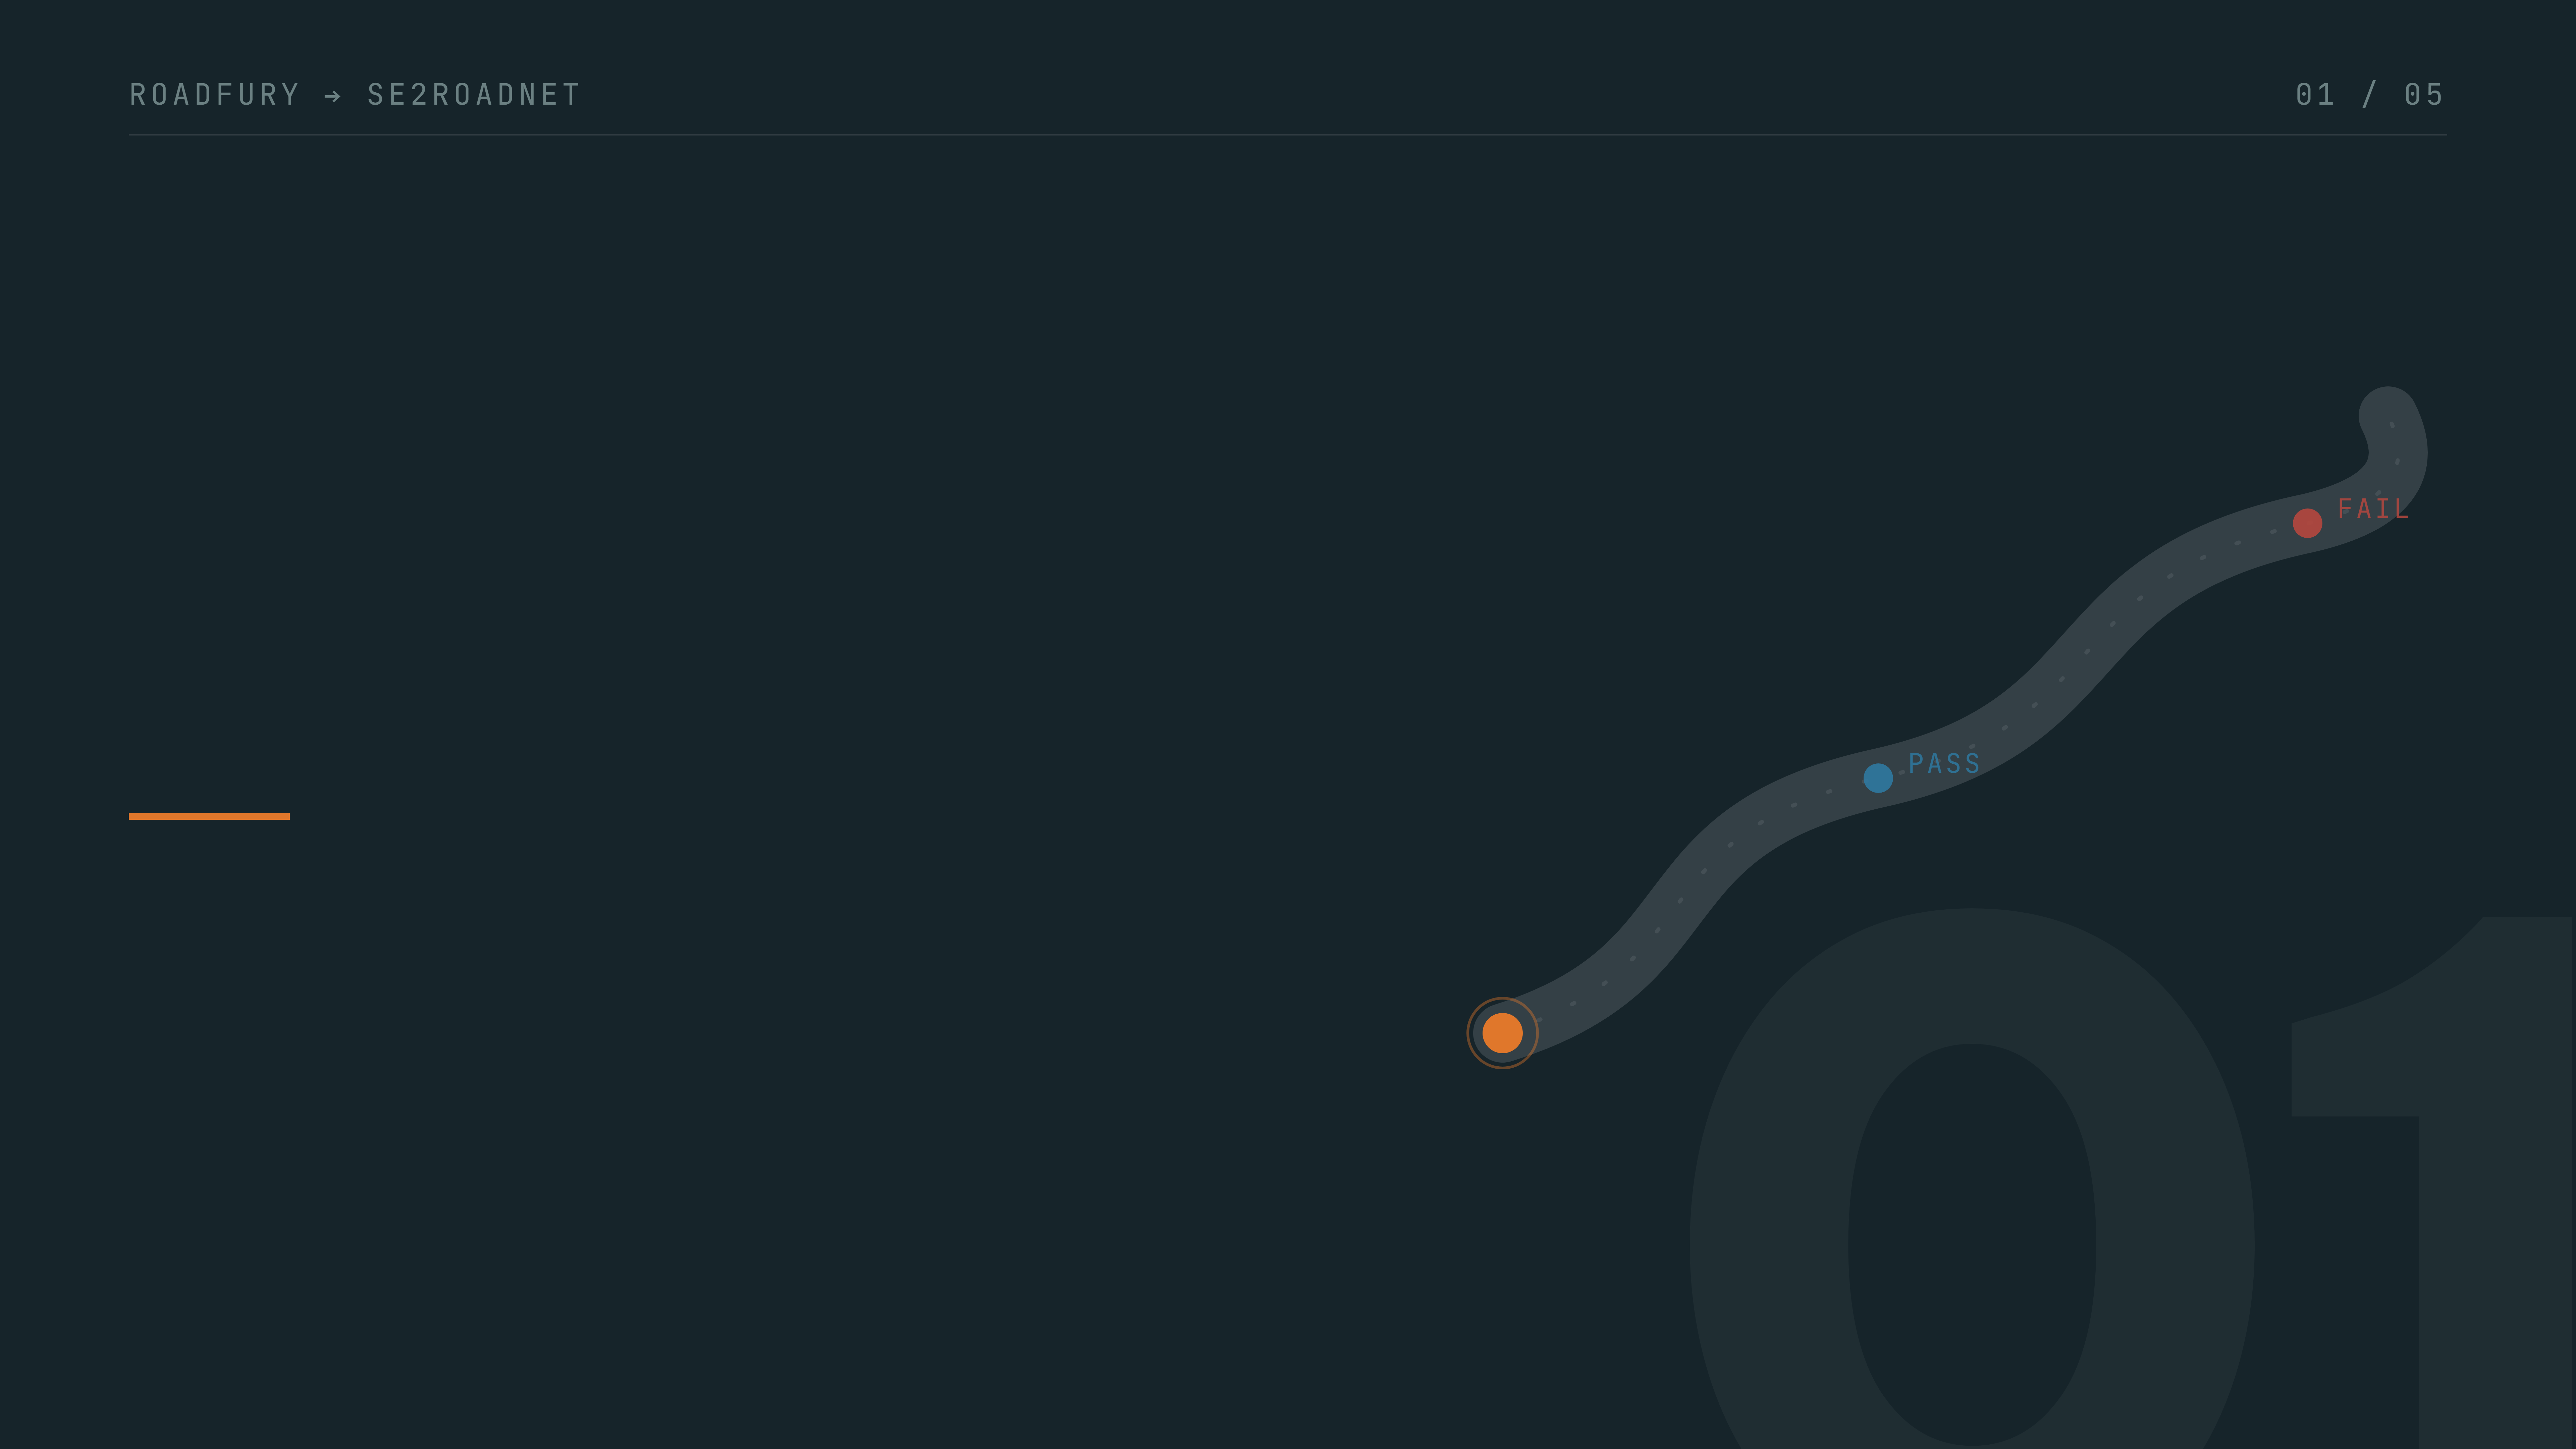 ROADFURY → SE2ROADNET
01 / 05
FAIL
PASS
01